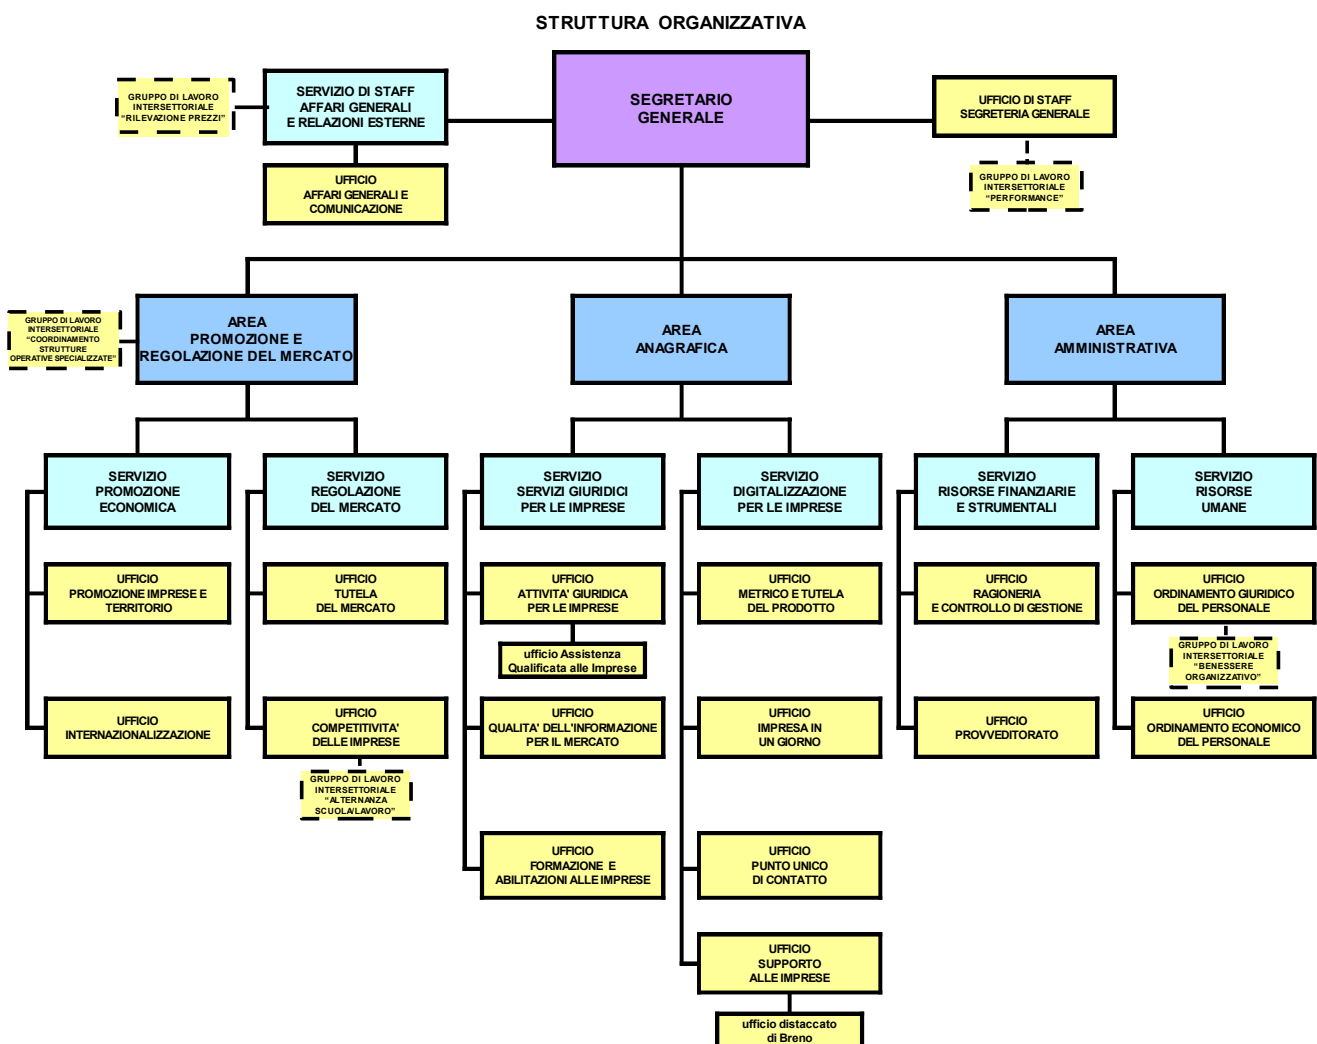 STRUTTURA ORGANIZZATIVA
GRUPPO DI LAVORO
INTERSETTORIALE
“RILEVAZIONE PREZZI”
SERVIZIO DI STAFF
AFFARI GENERALI
E RELAZIONI ESTERNE
SEGRETARIO
GENERALE
UFFICIO DI STAFF
SEGRETERIA GENERALE
UFFICIO
AFFARI GENERALI E
COMUNICAZIONE
GRUPPO DI LAVORO
INTERSETTORIALE
“PERFORMANCE”
GRUPPO DI LAVORO
INTERSETTORIALE
“COORDINAMENTO
STRUTTURE
OPERATIVE SPECIALIZZATE”
AREA
PROMOZIONE E
REGOLAZIONE DEL MERCATO
AREA
ANAGRAFICA
AREA
AMMINISTRATIVA
SERVIZIO
PROMOZIONE
ECONOMICA
SERVIZIO
REGOLAZIONE
DEL MERCATO
SERVIZIO
SERVIZI GIURIDICI
PER LE IMPRESE
SERVIZIO
DIGITALIZZAZIONE
PER LE IMPRESE
SERVIZIO
RISORSE FINANZIARIE
E STRUMENTALI
SERVIZIO
RISORSE
UMANE
UFFICIO
PROMOZIONE IMPRESE E
TERRITORIO
UFFICIO
TUTELA
DEL MERCATO
UFFICIO
ATTIVITA' GIURIDICA
PER LE IMPRESE
UFFICIO
METRICO E TUTELA
DEL PRODOTTO
UFFICIO
RAGIONERIA
E CONTROLLO DI GESTIONE
UFFICIO
ORDINAMENTO GIURIDICO
DEL PERSONALE
ufficio Assistenza
Qualificata alle Imprese
GRUPPO DI LAVORO
INTERSETTORIALE
“BENESSERE
ORGANIZZATIVO”
UFFICIO
INTERNAZIONALIZZAZIONE
UFFICIO
COMPETITIVITA'
DELLE IMPRESE
UFFICIO
QUALITA' DELL'INFORMAZIONE
PER IL MERCATO
UFFICIO
IMPRESA IN
UN GIORNO
UFFICIO
PROVVEDITORATO
UFFICIO
ORDINAMENTO ECONOMICO
DEL PERSONALE
GRUPPO DI LAVORO
INTERSETTORIALE
“ALTERNANZA
SCUOLA/LAVORO”
UFFICIO
FORMAZIONE E
ABILITAZIONI ALLE IMPRESE
UFFICIO
PUNTO UNICO
DI CONTATTO
UFFICIO
SUPPORTO
ALLE IMPRESE
ufficio distaccato
di Breno